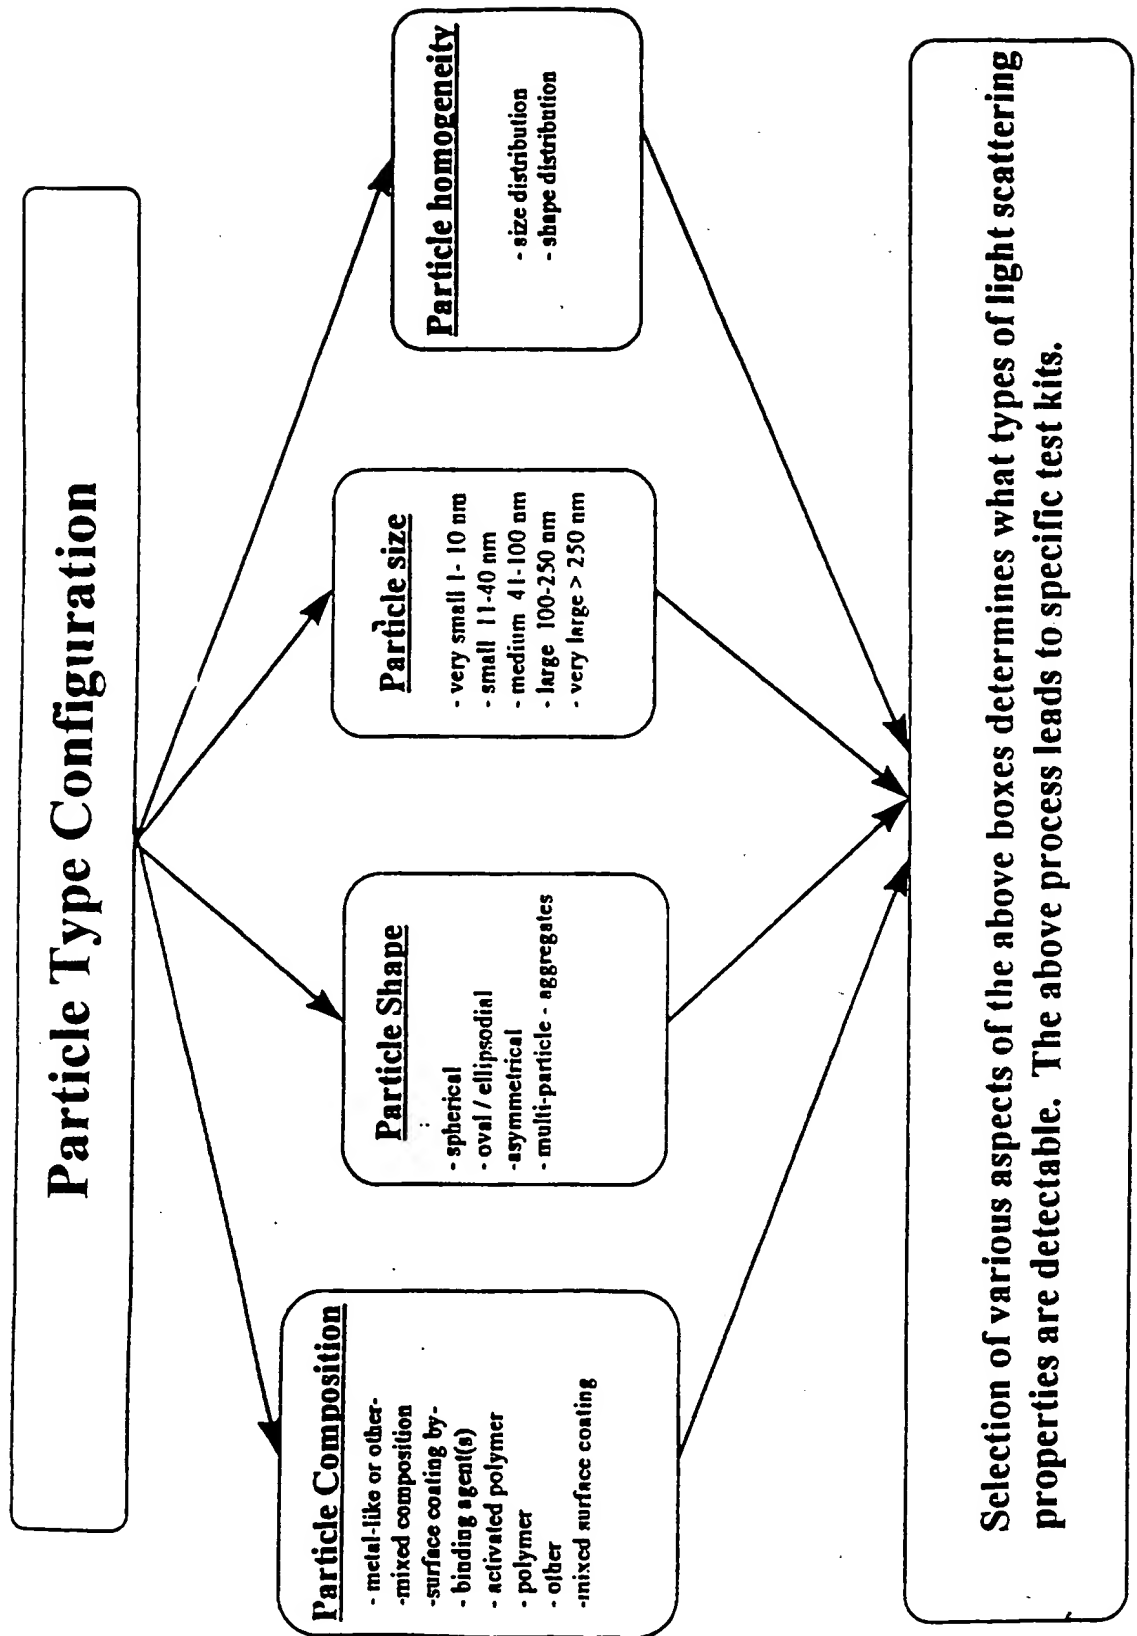 Particle Type Configuration
Particle Composition
- metal-like or other-
-mixed composition
-surface coating by-
- binding agent(s)
- activated polymer
- polymer
- other
-mixed surface coating
Particle Shape
- spherical
- oval / ellipsodial
-asymmetrical
- multi-particle - aggregates
Particle size
- very small 1- 10 nm
- small 11-40 nm
- medium 41-100 nm
- large 100-250 nm
- very large > 250 nm
Particle homogeneity
- size distribution
- shape distribution
Selection of various aspects of the above boxes determines what types of light scattering
properties are detectable. The above process leads to specific test kits.